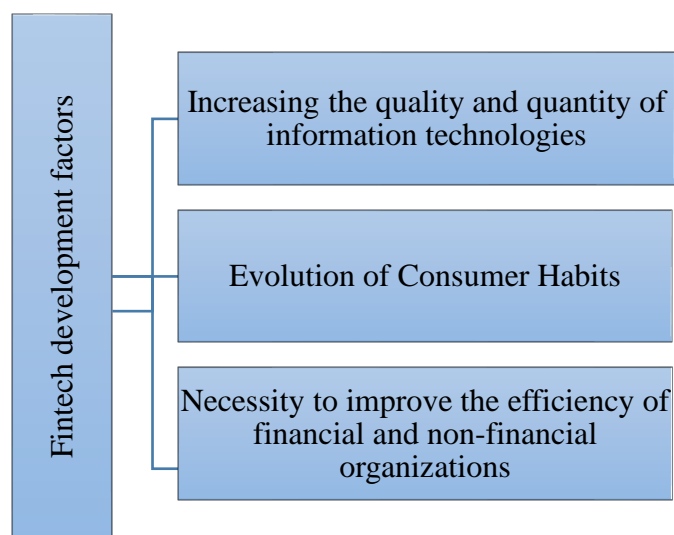 Fintech development factors
Increasing the quality and quantity of
information technologies
Evolution of Consumer Habits
Necessity to improve the efficiency of
financial and non-financial
organizations